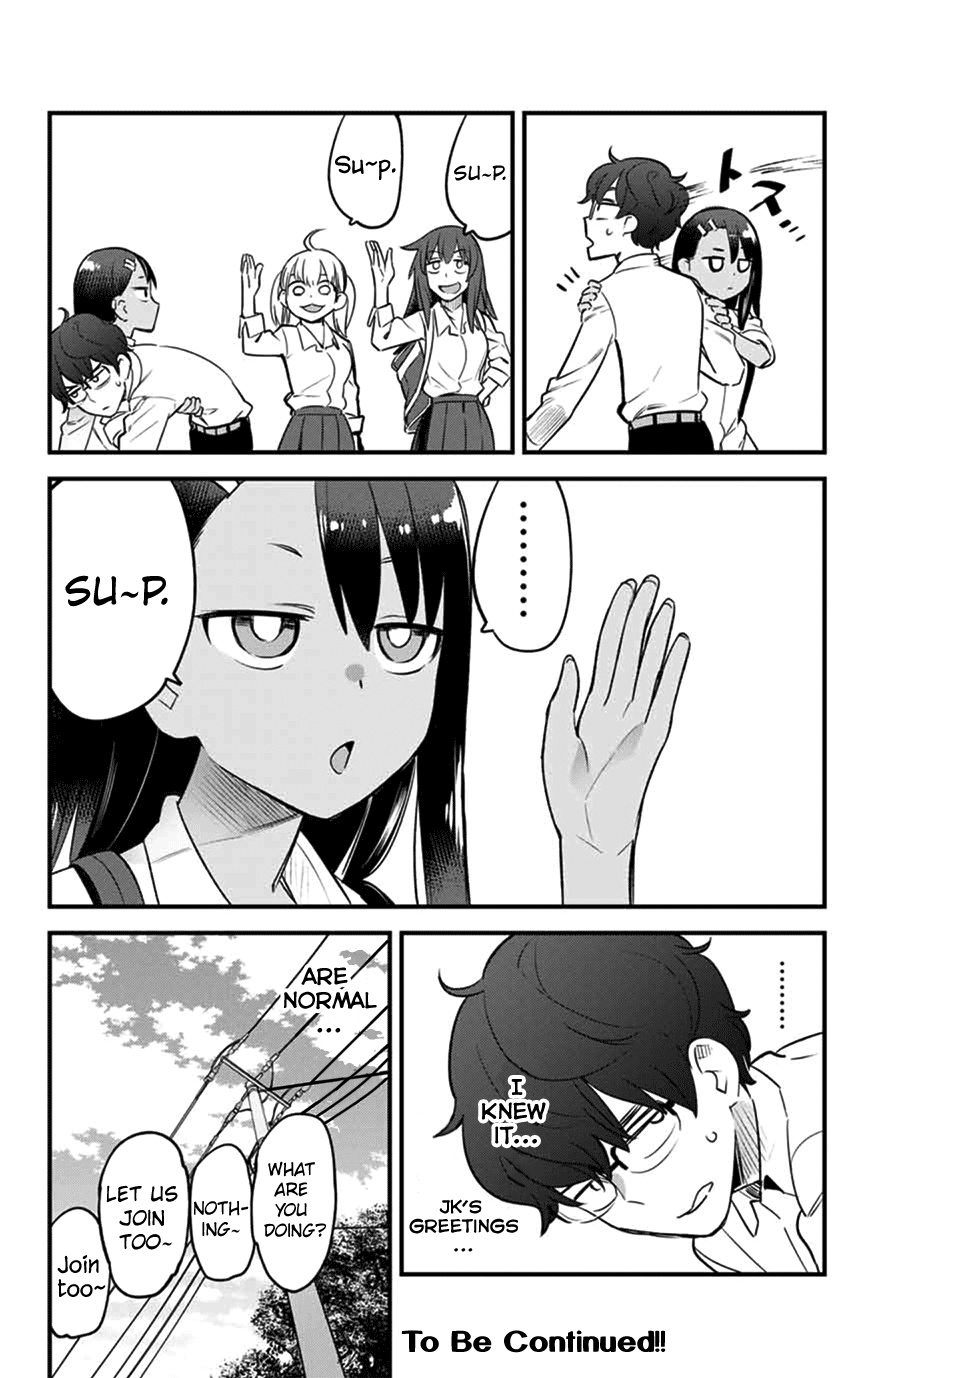 トス
SU~P.
Su~p.
SU~P.
........
........
I
KNEW
IT...
JK'S
GREETINGS
...
ARE
NORMAL
...
WHAT
ARE
YOU
DOING?
NOTH-
ING~
LET US
JOIN
TOO~
Join
too~
To Be Continued!!